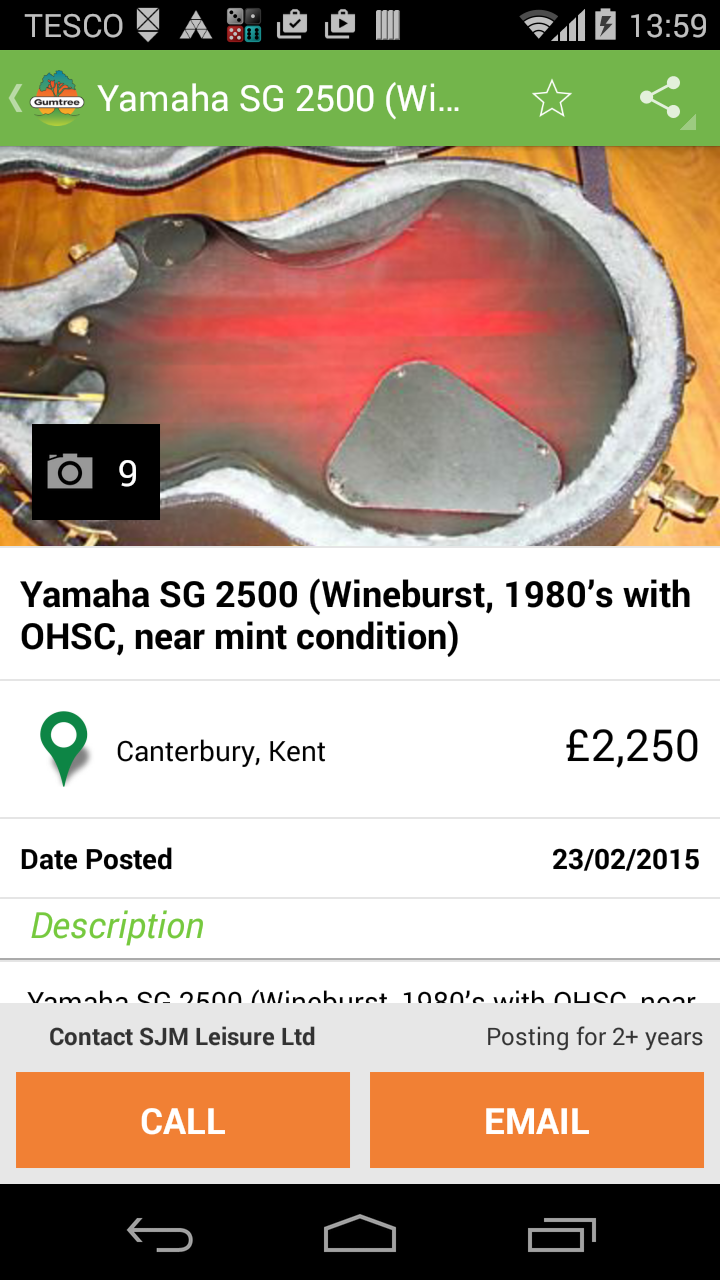 TESCO 13:59
Gumtree Yamaha SG 2500 (Wi...
9
Yamaha SG 2500 (Wineburst, 1980’s with
OHSC, near mint condition)
Canterbury, Kent £2,250
Date Posted 23/02/2015
Description
Yamaha SG 2500 (Wineburst, 1980’s with OHSC, near
Contact SJM Leisure Ltd Posting for 2+ years
CALL EMAIL